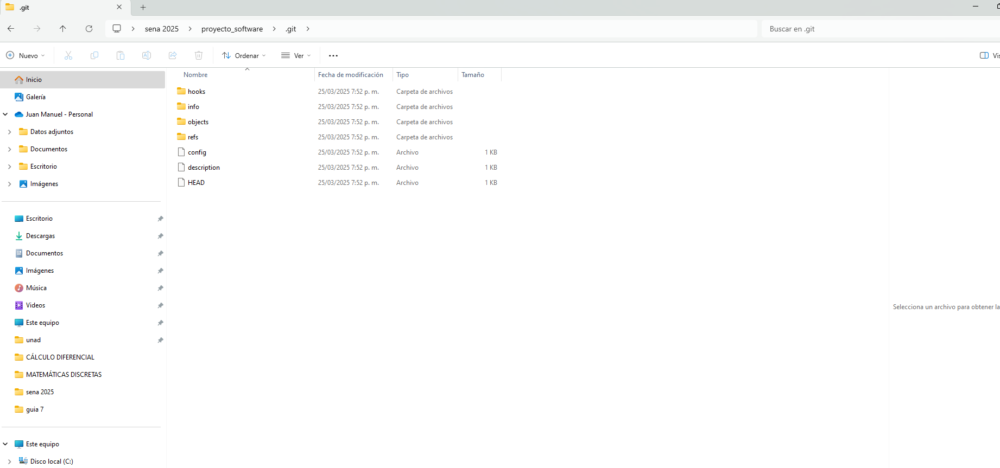 .git
sena 2025
proyecto_software
.git
Buscar en .git
Nuevo
Ordenar
Ver
Vis
Nombre
Fecha de modificación
Tipo
Tamaño
Inicio
Galería
Juan Manuel - Personal
Datos adjuntos
Documentos
Escritorio
Imágenes
Escritorio
Descargas
Documentos
Imágenes
Música
Videos
Este equipo
unad
CÁLCULO DIFERENCIAL
MATEMÁTICAS DISCRETAS
sena 2025
guia 7
Este equipo
Disco local (C:)
hooks 25/03/2025 7:52 p. m. Carpeta de archivos
info 25/03/2025 7:52 p. m. Carpeta de archivos
objects 25/03/2025 7:52 p. m. Carpeta de archivos
refs 25/03/2025 7:52 p. m. Carpeta de archivos
config 25/03/2025 7:52 p. m. Archivo 1 KB
description 25/03/2025 7:52 p. m. Archivo 1 KB
HEAD 25/03/2025 7:52 p. m. Archivo 1 KB
Selecciona un archivo para obtener la